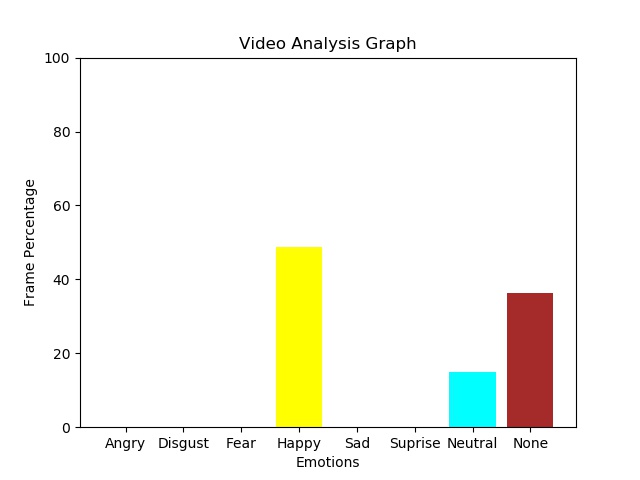 Video Analysis Graph
100
80
60
40
20
0
Frame Percentage
Angry Disgust Fear Happy Sad Suprise Neutral None
Emotions